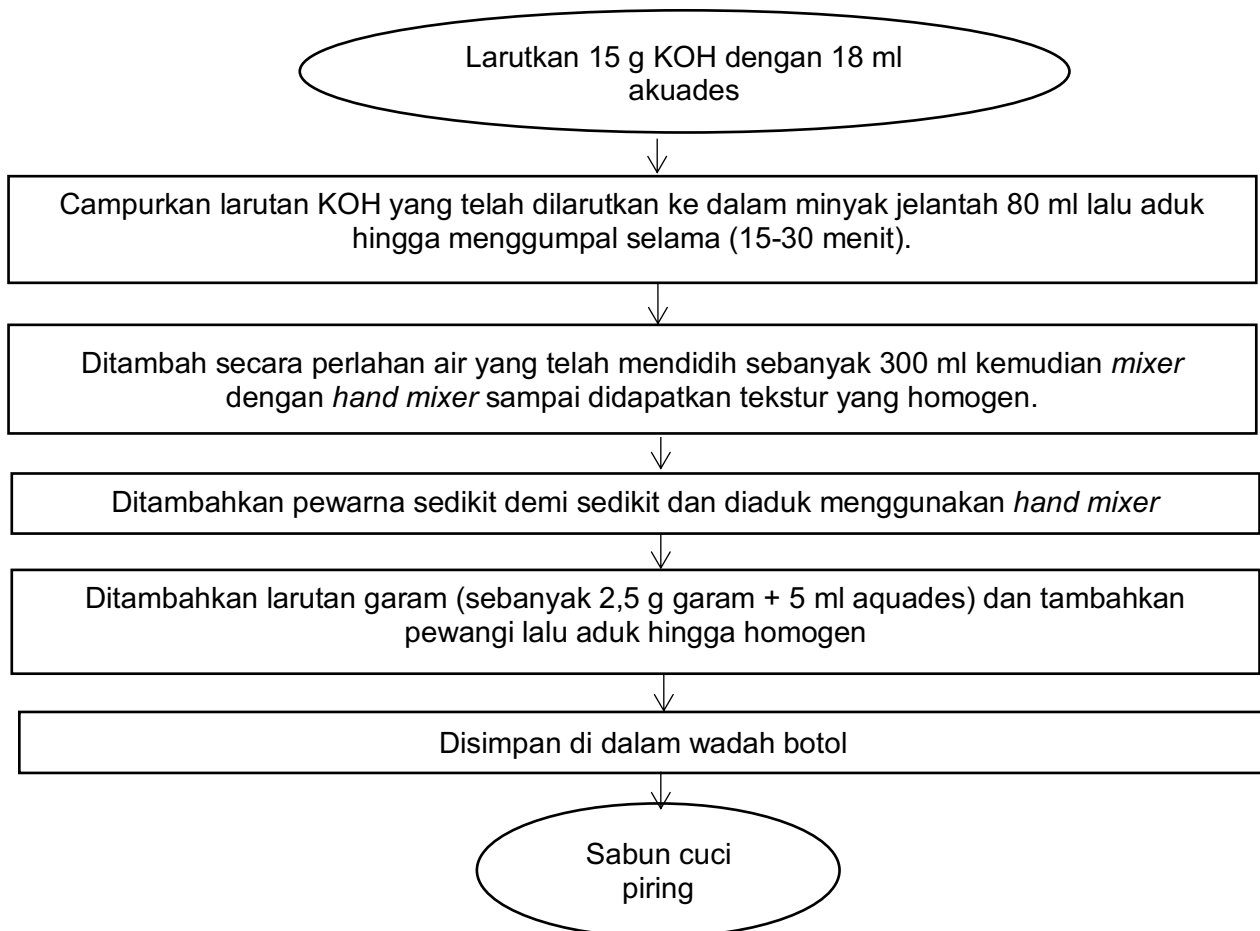 Larutkan 15 g KOH dengan 18 ml
akuades
Campurkan larutan KOH yang telah dilarutkan ke dalam minyak jelantah 80 ml lalu aduk
hingga menggumpal selama (15-30 menit).
Ditambah secara perlahan air yang telah mendidih sebanyak 300 ml kemudian mixer
dengan hand mixer sampai didapatkan tekstur yang homogen.
Ditambahkan pewarna sedikit demi sedikit dan diaduk menggunakan hand mixer
Ditambahkan larutan garam (sebanyak 2,5 g garam + 5 ml aquades) dan tambahkan
pewangi lalu aduk hingga homogen
Disimpan di dalam wadah botol
Sabun cuci
piring